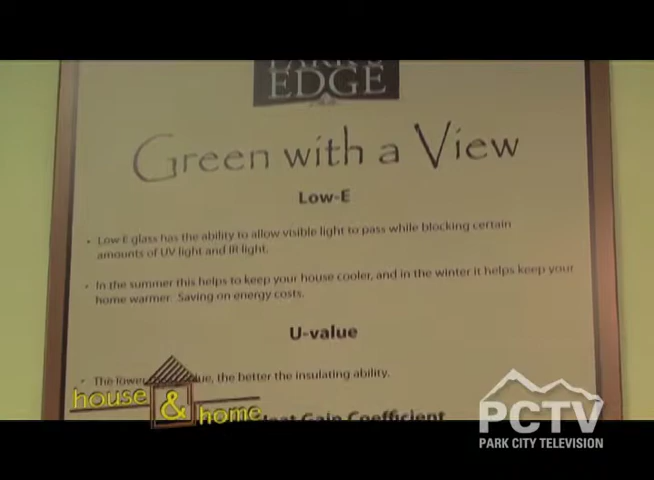 EDGE
Green with a View
Low-E
• Low E glass has the ability to allow visible light to pass while blocking certain
amounts of UV light and IR light.
• In the summer this helps to keep your house cooler, and in the winter it helps keep your
home warmer. Saving on energy costs.
U-value
• The lower the better the insulating ability.
Gain Coefficient
house & home
PCTV
PARK CITY TELEVISION